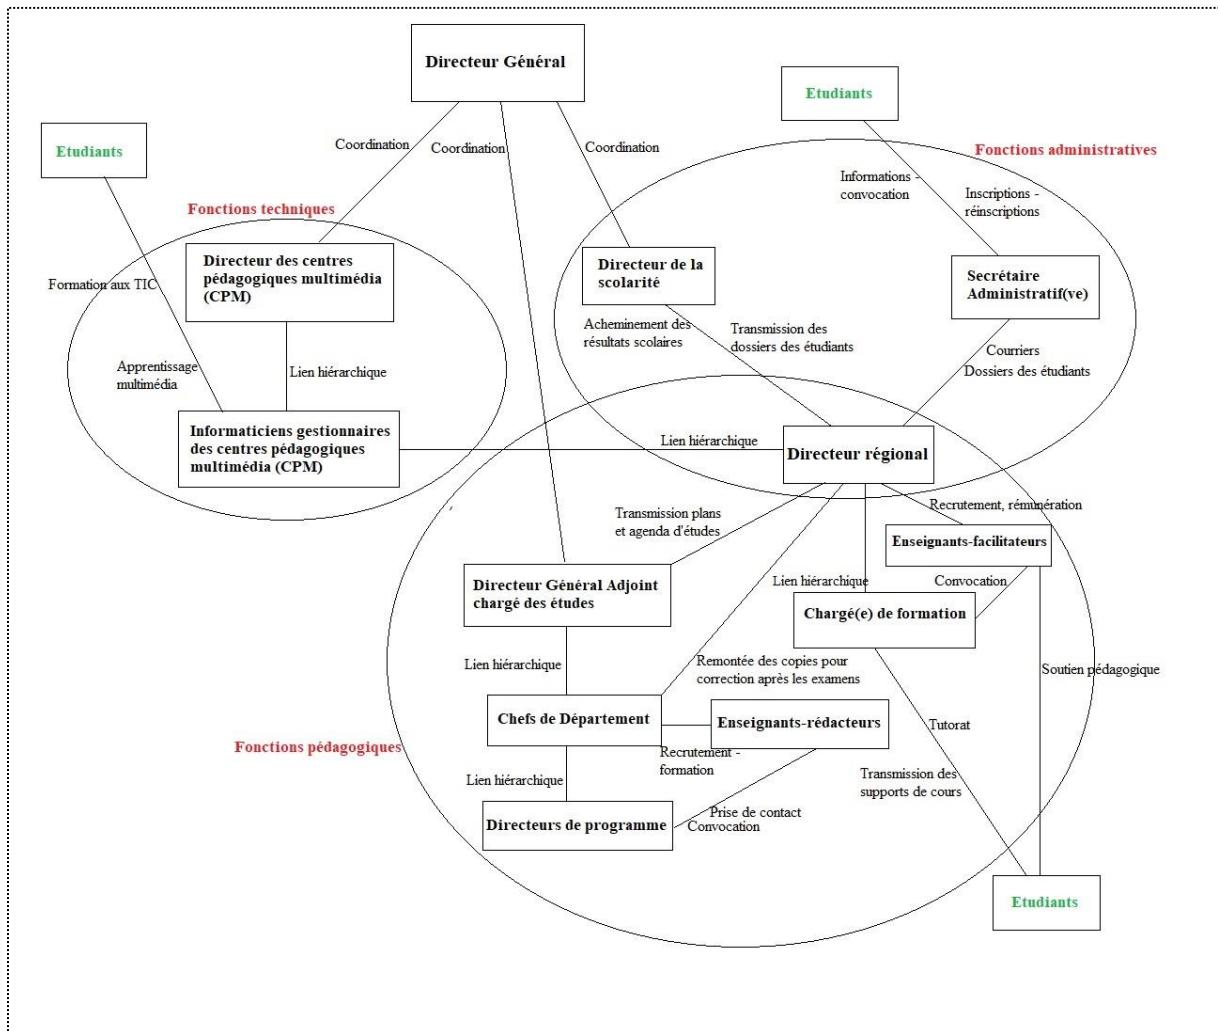 Directeur Général
Etudiants
Etudiants
Coordination
Coordination
Coordination
Fonctions administratives
Informations -
convocation
Inscriptions -
réinscriptions
Fonctions techniques
Directeur des centres
pédagogiques multimédia
(CPM)
Directeur de la
scolarité
Secrétaire
Administratif(ve)
Formation aux TIC
Acheminement des
résultats scolaires
Transmission des
dossiers des étudiants
Courriers
Dossiers des étudiants
Apprentissage
multimédia
Lien hiérarchique
Informaticiens gestionnaires
des centres pédagogiques
multimédia (CPM)
Lien hiérarchique
Directeur régional
Transmission plans
et agenda d'études
Recrutement, rémunération
Enseignants-facilitateurs
Directeur Général Adjoint
chargé des études
Lien hiérarchique
Convocation
Chargé(e) de formation
Lien hiérarchique
Remontée des copies pour
correction après les examens
Soutien pédagogique
Chefs de Département
Enseignants-rédacteurs
Tutorat
Fonctions pédagogiques
Recrutement -
formation
Lien hiérarchique
Transmission des
supports de cours
Directeurs de programme
Prise de contact
Convocation
Etudiants